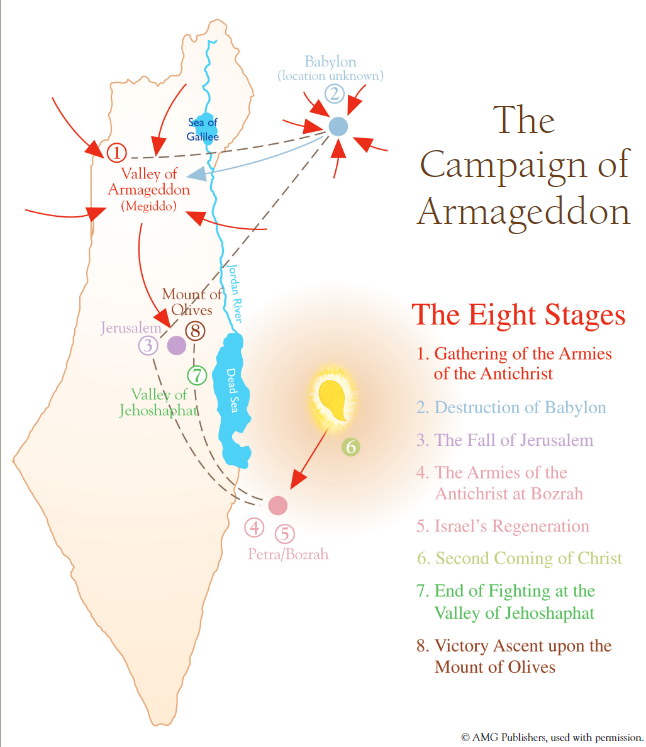 Babylon
(location unknown)
2
The
Campaign of
Armageddon
Sea of
Galilee
1
Valley of
Armageddon
(Megiddo)
Jordan River
Mount of
Olives
Jerusalem
8
3
7
Valley of
Jehoshaphat
Dead Sea
6
4
5
Petra/Bozrah
The Eight Stages
1. Gathering of the Armies
of the Antichrist
2. Destruction of Babylon
3. The Fall of Jerusalem
4. The Armies of the
Antichrist at Bozrah
5. Israel's Regeneration
6. Second Coming of Christ
7. End of Fighting at the
Valley of Jehoshaphat
8. Victory Ascent upon the
Mount of Olives
© AMG Publishers, used with permission.